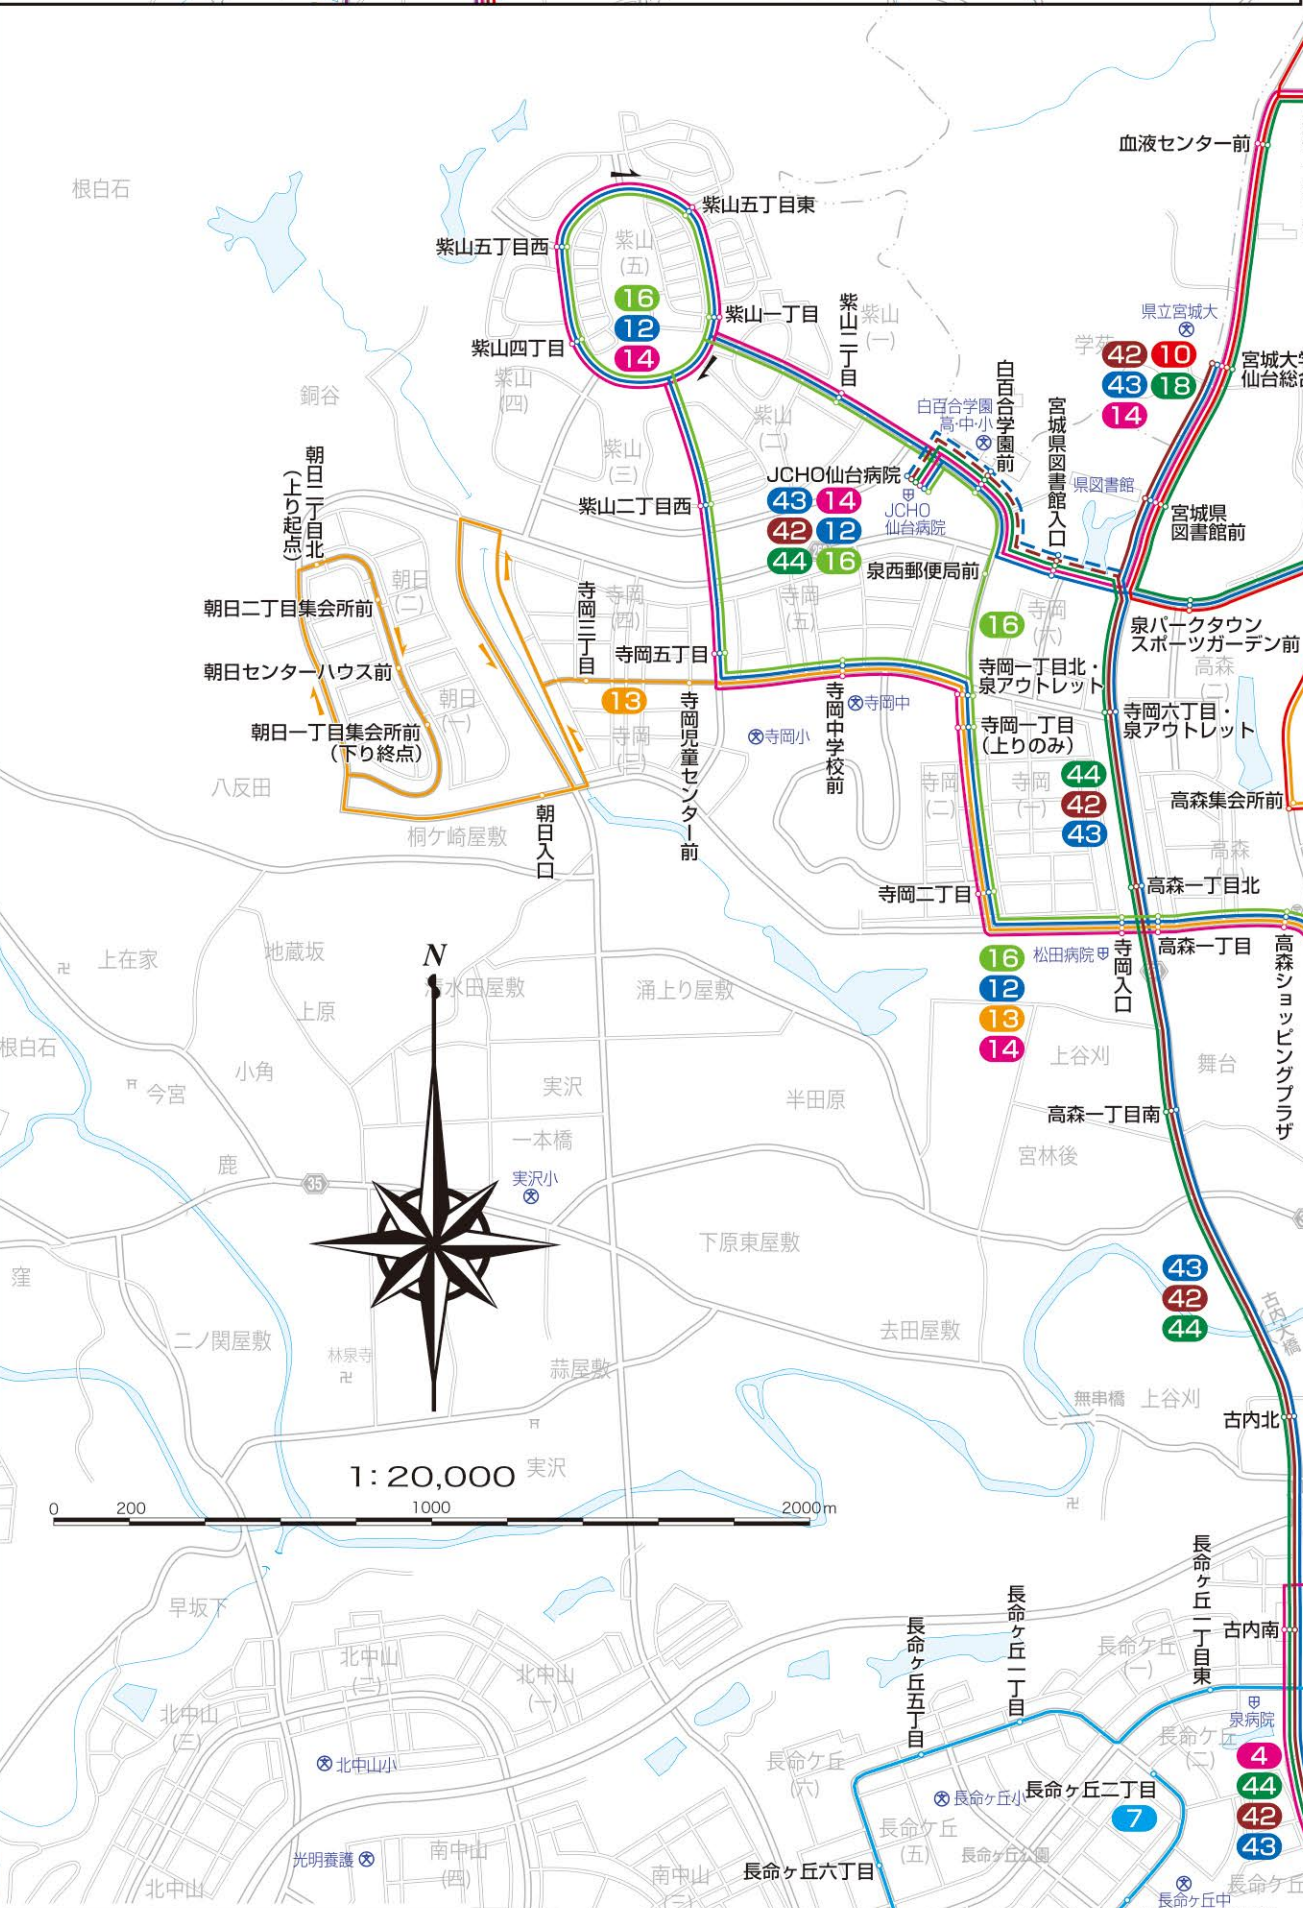 血液センター前
根白石
紫山五丁目東
紫山五丁目西
紫山
(五)
16
12
14
紫山一丁目
紫山二丁目
紫山
(一)
県立宮城大
学苑
42 10
43 18
14
宮城大学
仙台総合
紫山四丁目
紫山
(四)
銅谷
白百合学園前
白百合学園
高・中・小
宮城県図書館入口
紫山
(二)
紫山
(三)
朝日二丁目北
(上り起点)
JCHO仙台病院
43 14
42 12
44 16
JCHO
仙台病院
県図書館
宮城県
図書館前
紫山二丁目西
泉西郵便局前
朝日
(二)
朝日二丁目集会所前
寺岡三丁目
寺岡
(四)
寺岡
(五)
16
寺岡
(六)
泉パークタウン
スポーツガーデン前
寺岡五丁目
朝日センターハウス前
寺岡一丁目北・
泉アウトレット
高森
(二)
朝日
(一)
13
寺岡児童センター前
寺岡中学校前
寺岡中
寺岡小
寺岡一丁目
(上りのみ)
寺岡六丁目・
泉アウトレット
朝日一丁目集会所前
(下り終点)
寺岡
(三)
八反田
朝日入口
寺岡
(二)
寺岡
(一)
44
42
43
高森集会所前
桐ケ崎屋敷
高森
寺岡二丁目
高森一丁目北
上在家
地蔵坂
N
清水田屋敷
涌上り屋敷
16
12
13
14
松田病院
寺岡入口
高森一丁目
高森ショッピングプラザ
上原
根白石
小角
今宮
実沢
半田原
上谷刈
舞台
高森一丁目南
一本橋
宮林後
鹿
35
実沢小
下原東屋敷
窪
43
42
44
古内大橋
二ノ関屋敷
林泉寺
蒜屋敷
去田屋敷
無串橋
上谷刈
古内北
1：20,000
実沢
0 200 1000 2000m
早坂下
長命ヶ丘五丁目
長命ヶ丘一丁目
長命ヶ丘一丁目東
古内南
北中山
(二)
北中山
(一)
長命ケ丘
(一)
北中山
(三)
泉病院
北中山小
長命ケ丘
(六)
長命ケ丘
(二)
4
44
42
43
長命ヶ丘小
長命ヶ丘二丁目
7
長命ケ丘
(五)
長命ヶ丘公園
光明養護
南中山
(四)
南中山
(三)
長命ヶ丘六丁目
北中山
長命ヶ丘中
長命ケ丘